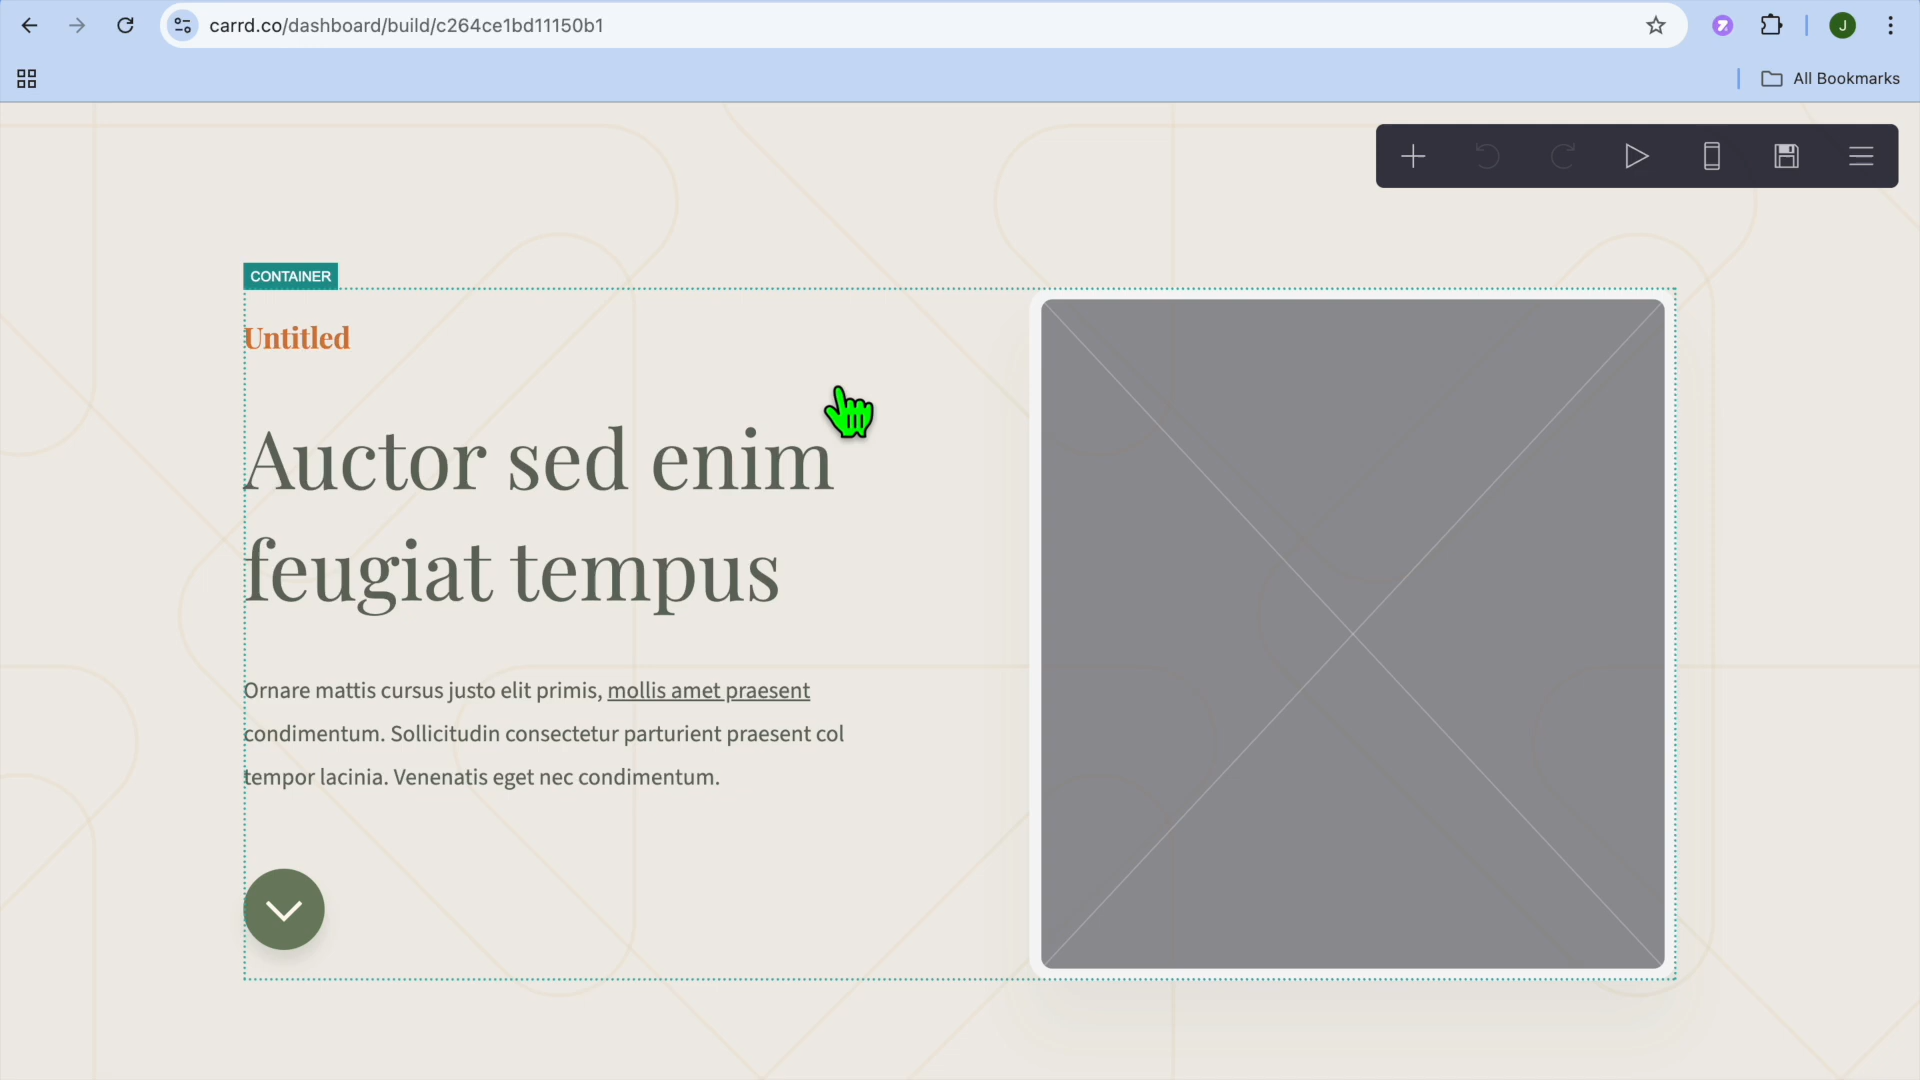 carrd.co/dashboard/build/c264ce1bd11150b1
J
All Bookmarks
CONTAINER
Untitled
Auctor sed enim
feugiat tempus
Ornare mattis cursus justo elit primis, mollis amet praesent
condimentum. Sollicitudin consectetur parturient praesent col
tempor lacinia. Venenatis eget nec condimentum.